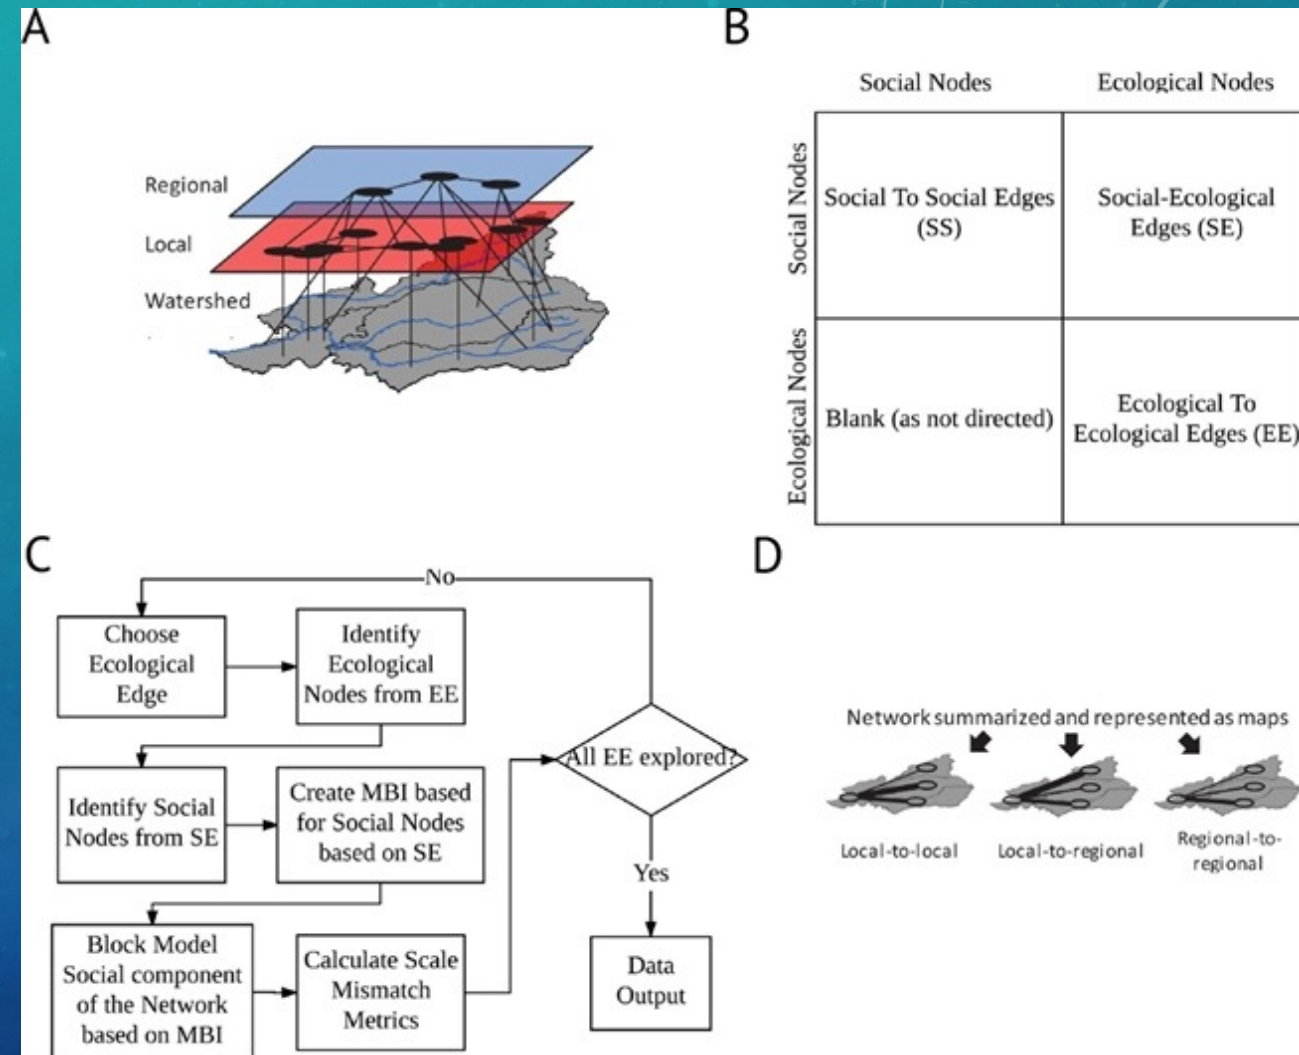 A
Regional
Local
Watershed
B
Social Nodes
Ecological Nodes
Social Nodes
Social To Social Edges
(SS)
Social-Ecological
Edges (SE)
Ecological Nodes
Blank (as not directed)
Ecological To
Ecological Edges (EE)
C
No
Choose
Ecological
Edge
Identify
Ecological
Nodes from EE
All EE explored?
Identify Social
Nodes from SE
Create MBI based
for Social Nodes
based on SE
Yes
Block Model
Social component
of the Network
based on MBI
Calculate Scale
Mismatch
Metrics
Data
Output
D
Network summarized and represented as maps
Local-to-local
Local-to-regional
Regional-to-
regional